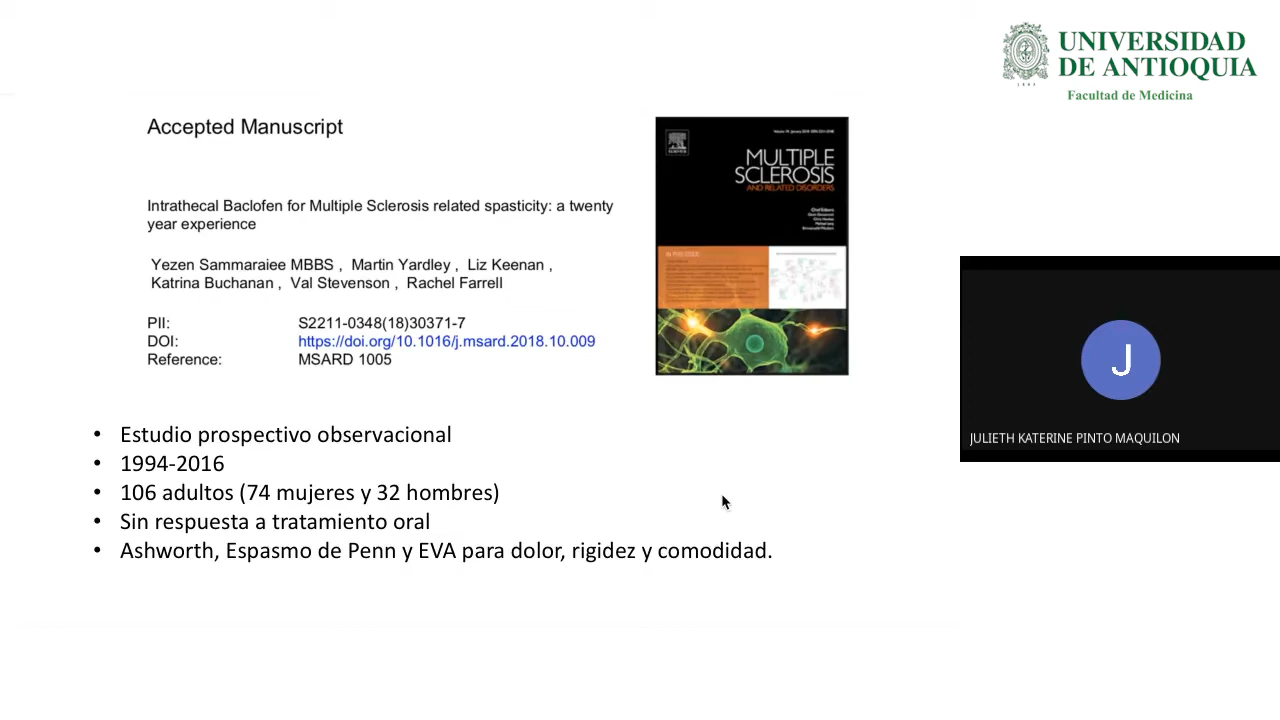 UNIVERSIDAD
DE ANTIOQUIA
Facultad de Medicina
Accepted Manuscript
Intrathecal Baclofen for Multiple Sclerosis related spasticity: a twenty
year experience
Yezen Sammaraiee MBBS , Martin Yardley , Liz Keenan ,
Katrina Buchanan , Val Stevenson , Rachel Farrell
PII: S2211-0348(18)30371-7
DOI: https://doi.org/10.1016/j.msard.2018.10.009
Reference: MSARD 1005
MULTIPLE
SCLEROSIS
AND RELATED DISORDERS
J
JULIETH KATERINE PINTO MAQUILON
• Estudio prospectivo observacional
• 1994-2016
• 106 adultos (74 mujeres y 32 hombres)
• Sin respuesta a tratamiento oral
• Ashworth, Espasmo de Penn y EVA para dolor, rigidez y comodidad.